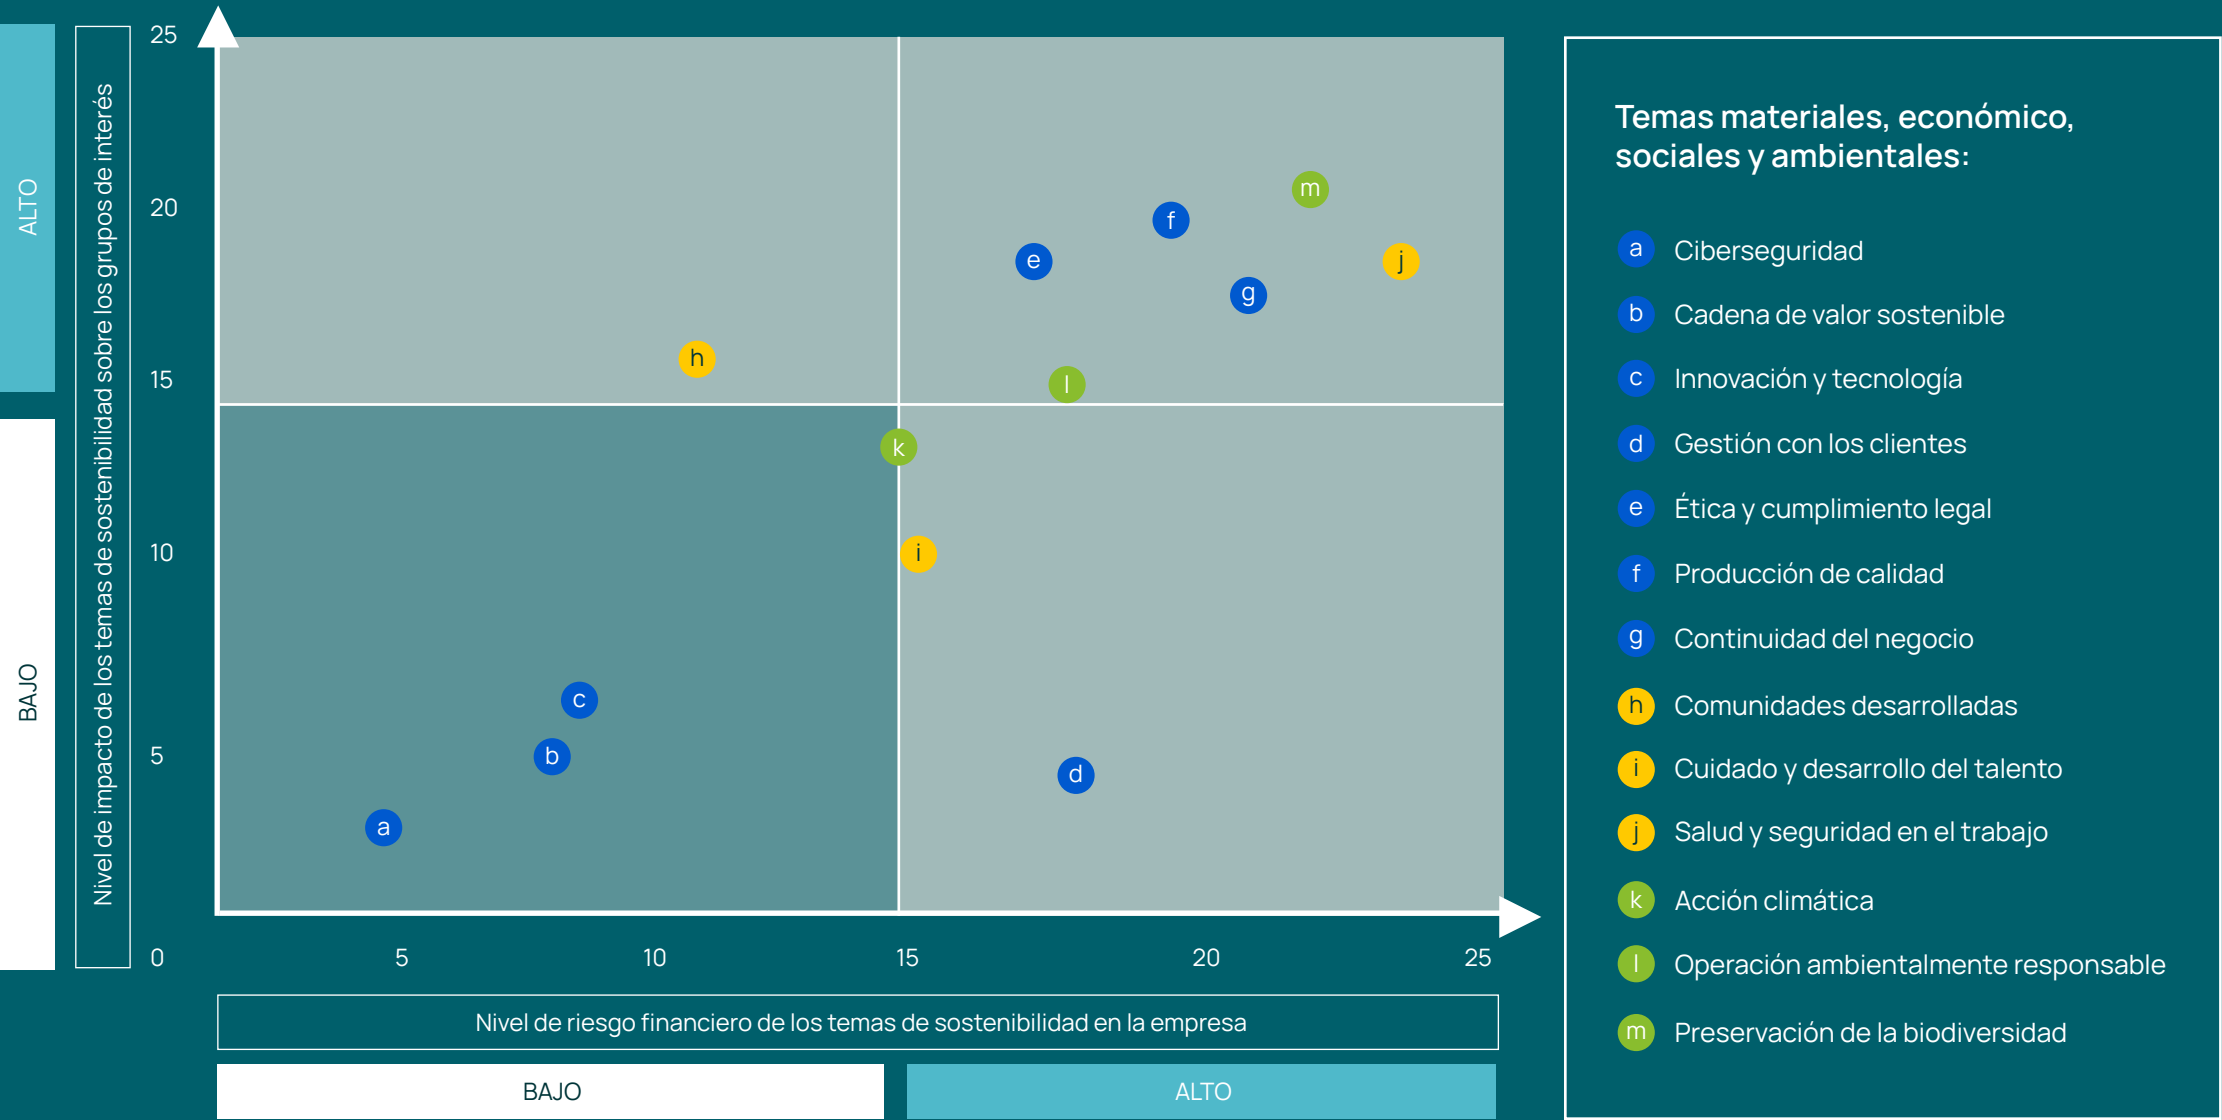 ALTO
BAJO
Nivel de impacto de los temas de sostenibilidad sobre los grupos de interés
25
20
15
10
5
0
m
f
e
j
g
h
l
k
i
c
b
d
a
5
10
15
20
25
Nivel de riesgo financiero de los temas de sostenibilidad en la empresa
BAJO
ALTO
Temas materiales, económico,
sociales y ambientales:
a Ciberseguridad
b Cadena de valor sostenible
c Innovación y tecnología
d Gestión con los clientes
e Ética y cumplimiento legal
f Producción de calidad
g Continuidad del negocio
h Comunidades desarrolladas
i Cuidado y desarrollo del talento
j Salud y seguridad en el trabajo
k Acción climática
l Operación ambientalmente responsable
m Preservación de la biodiversidad